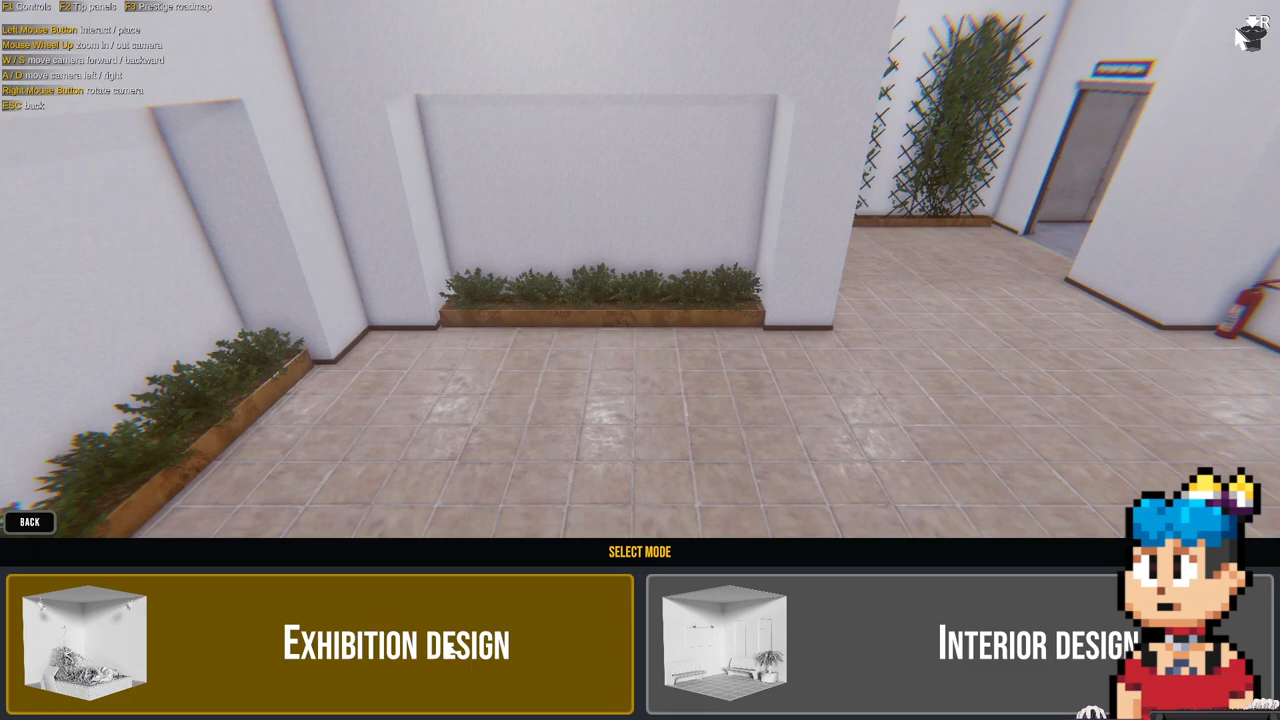 F1 Controls F2 Tip panels F3 Prestige roadmap
Left Mouse Button interact / place
Mouse Wheel Up zoom in / out camera
W / S move camera forward / backward
A / D move camera left / right
Right Mouse Button rotate camera
ESC back
R
BACK
SELECT MODE
EXHIBITION DESIGN
INTERIOR DESIGN